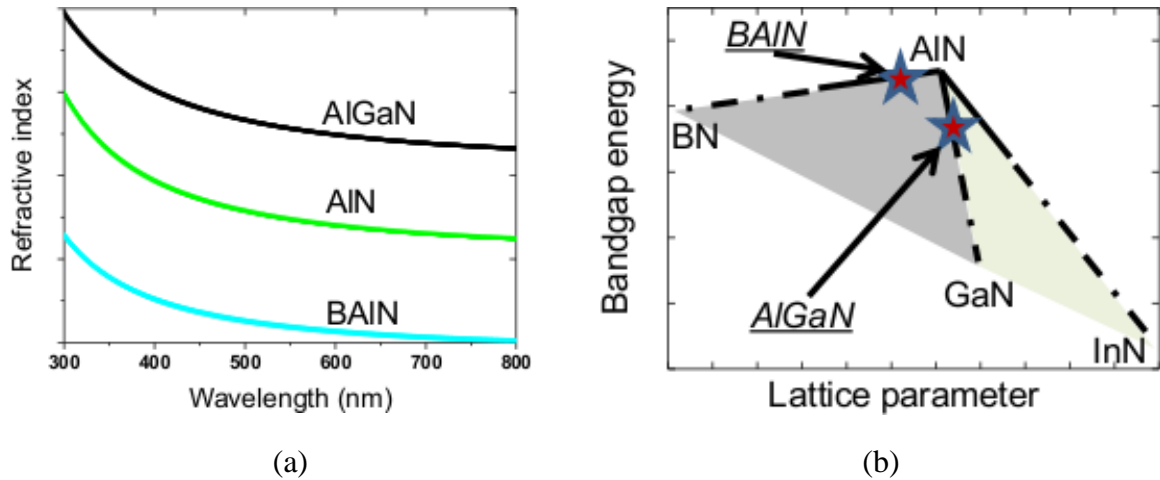 Refractive index
AlGaN
AlN
BAlN
300 400 500 600 700 800
Wavelength (nm)
(a)
Bandgap energy
BAlN
AlN
BN
GaN
AlGaN
InN
Lattice parameter
(b)